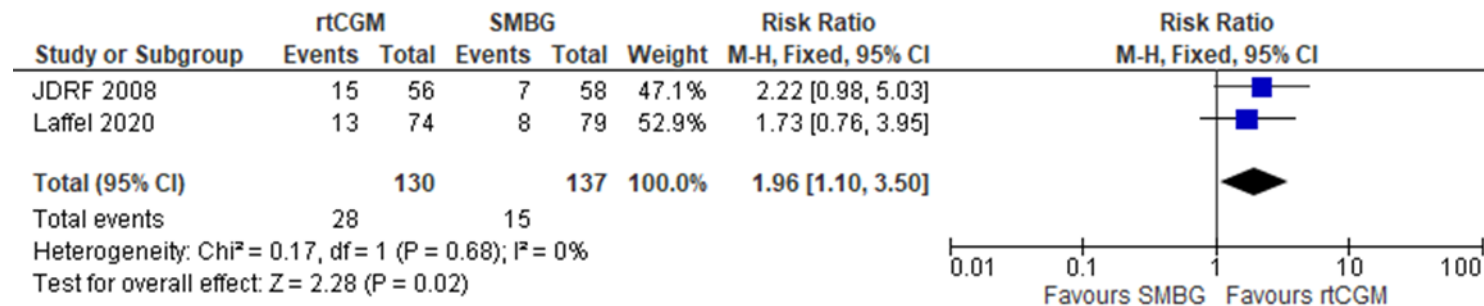 rtCGM SMBG Risk Ratio Risk Ratio
Study or Subgroup Events Total Events Total Weight M-H, Fixed, 95% CI M-H, Fixed, 95% CI
JDRF 2008 15 56 7 58 47.1% 2.22 [0.98, 5.03]
Laffel 2020 13 74 8 79 52.9% 1.73 [0.76, 3.95]
Total (95% CI) 130 137 100.0% 1.96 [1.10, 3.50]
Total events 28 15
Heterogeneity: Chi² = 0.17, df = 1 (P = 0.68); I² = 0%
Test for overall effect: Z = 2.28 (P = 0.02)
0.01 0.1 1 10 100
Favours SMBG Favours rtCGM